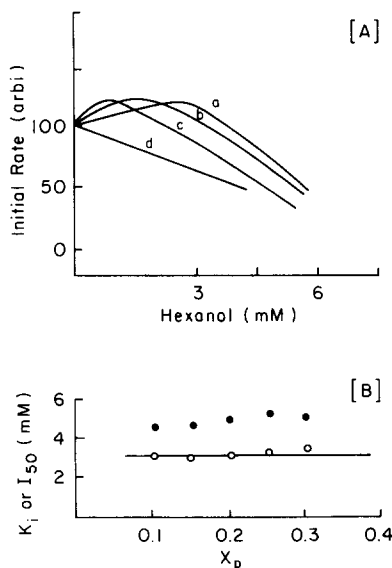 [A]
Initial Rate (arbi)
100
50
0
a
b
c
d
3
6
Hexanol (mM)
[B]
Ki or I50 (mM)
6
4
2
0.1
0.2
0.3
0.4
Xp